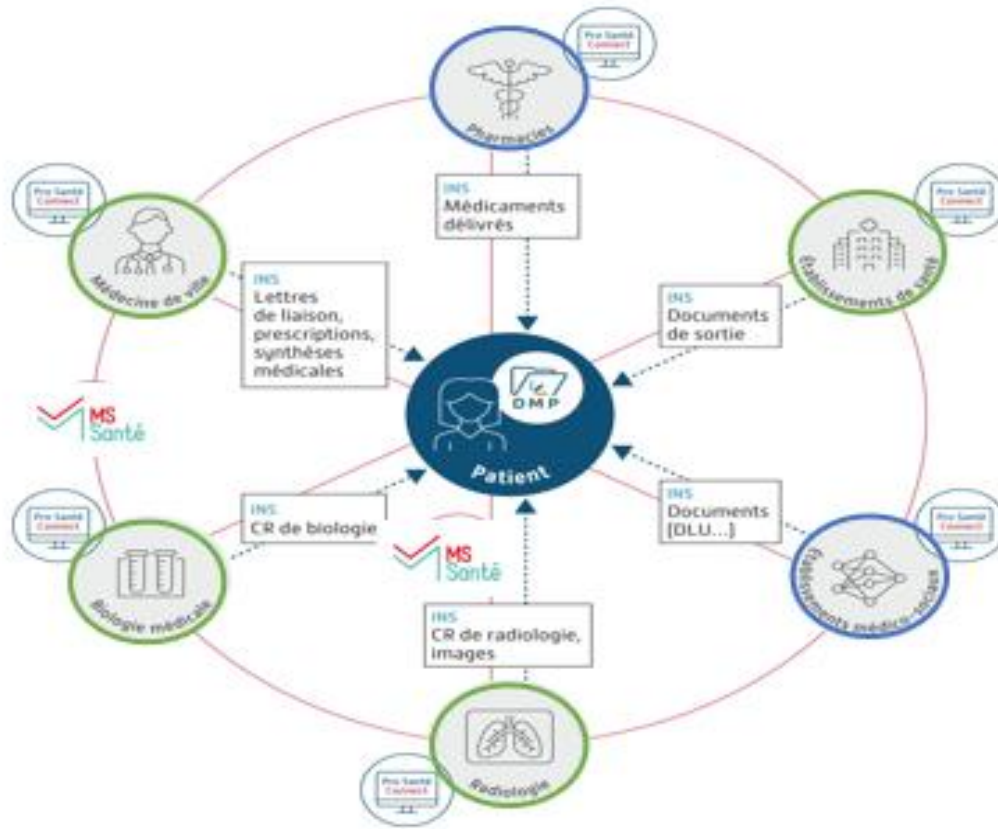 Pro Santé
Connect
Pharmacies
INS
Médicaments
délivrés
Pro Santé
Connect
Médecine de ville
INS
Lettres
de liaison,
prescriptions,
synthèses
médicales
Pro Santé
Connect
Établissements de santé
INS
Documents
de sortie
DMP
Patient
MS
Santé
Pro Santé
Connect
Biologie médicale
INS
CR de biologie
MS
Santé
INS
Documents
[DLU...]
Pro Santé
Connect
Établissements médico-sociaux
INS
CR de radiologie,
images
Radiologie
Pro Santé
Connect